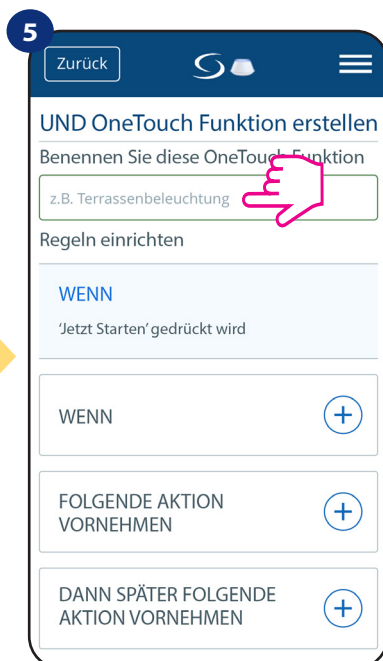 5
Zurück
UND OneTouch Funktion erstellen
Benennen Sie diese OneTouch Funktion
z.B. Terrassenbeleuchtung
Regeln einrichten
WENN
‘Jetzt Starten’ gedrückt wird
WENN
FOLGENDE AKTION
VORNEHMEN
DANN SPÄTER FOLGENDE
AKTION VORNEHMEN